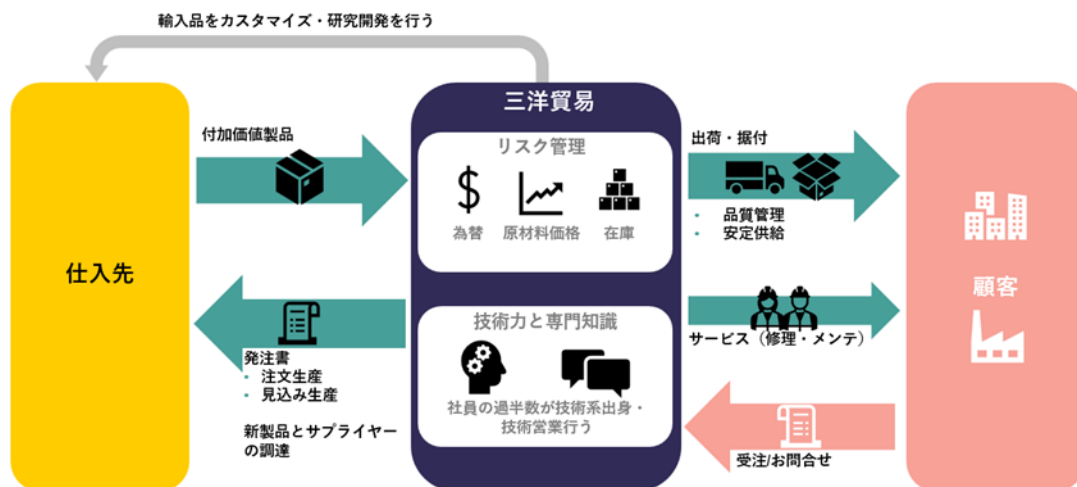 輸入品をカスタマイズ・研究開発を行う
仕入先
付加価値製品
発注書
・ 注文生産
・ 見込み生産
新製品とサプライヤー
の調達
三洋貿易
リスク管理
$
為替
原材料価格
在庫
技術力と専門知識
社員の過半数が技術系出身・
技術営業行う
出荷・据付
・ 品質管理
・ 安定供給
サービス（修理・メンテ）
受注/お問合せ
顧客